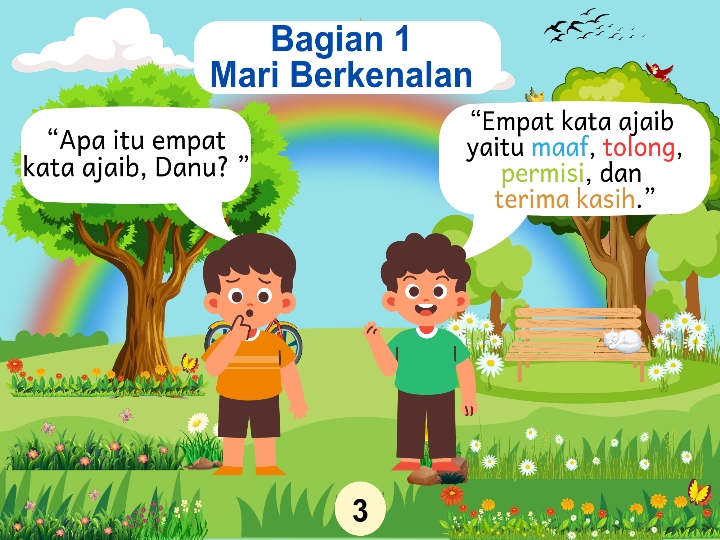 Bagian 1
Mari Berkenalan
“Apa itu empat
kata ajaib, Danu? ”
“Empat kata ajaib
yaitu maaf, tolong,
permisi, dan
terima kasih.”
3